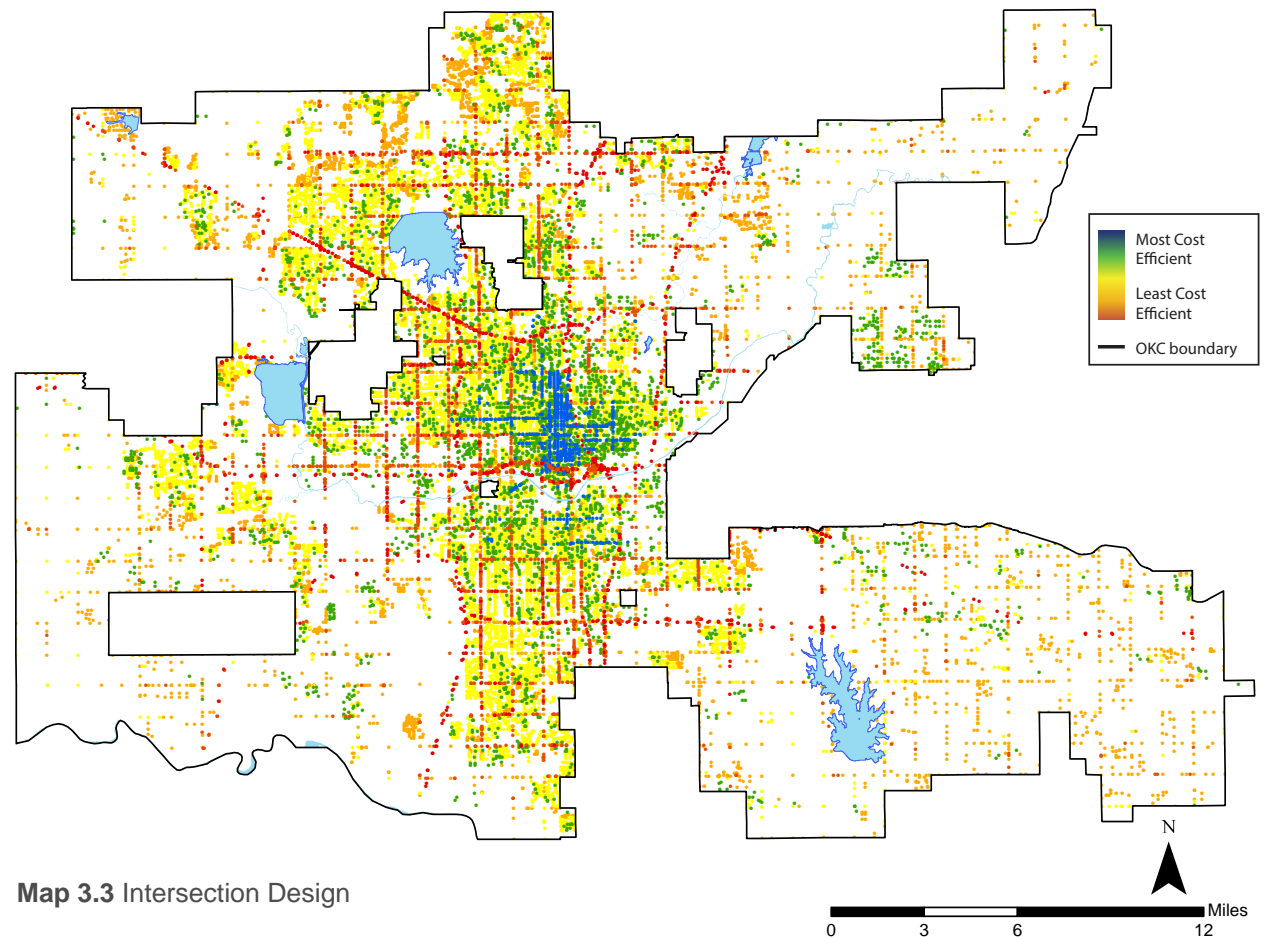 Most Cost
Efficient
Least Cost
Efficient
OKC boundary
Map 3.3 Intersection Design
N
Miles
0 3 6 12